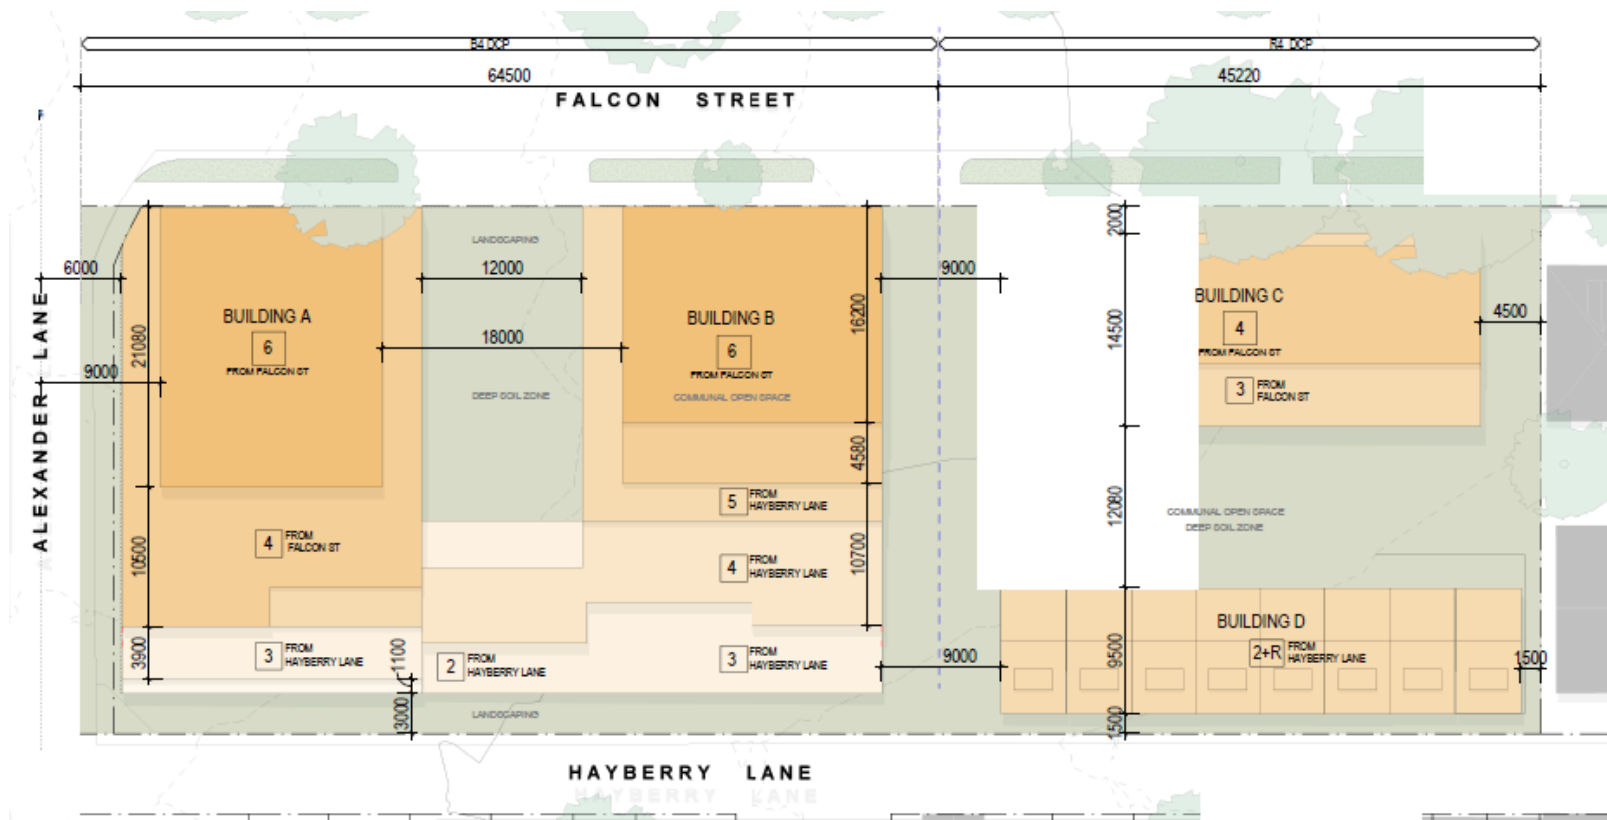 B4 DCP
R4 DCP
64500
45220
FALCON STREET
LANDSCAPING
6000
12000
9000
2000
BUILDING A
6
FROM FALCON ST
21080
9000
18000
BUILDING B
6
FROM FALCON ST
16200
BUILDING C
4
FROM FALCON ST
14500
4500
3 FROM
FALCON ST
DEEP SOIL ZONE
COMMUNAL OPEN SPACE
ALEXANDER LANE
4580
5 FROM
HAYBERRY LANE
COMMUNAL OPEN SPACE
DEEP SOIL ZONE
12080
10500
4 FROM
FALCON ST
4 FROM
HAYBERRY LANE
10700
3900
3 FROM
HAYBERRY LANE
1100
2 FROM
HAYBERRY LANE
3 FROM
HAYBERRY LANE
9000
BUILDING D
2+R FROM
HAYBERRY LANE
9500
1500
3000
LANDSCAPING
1500
HAYBERRY LANE
HAYBERRY LANE